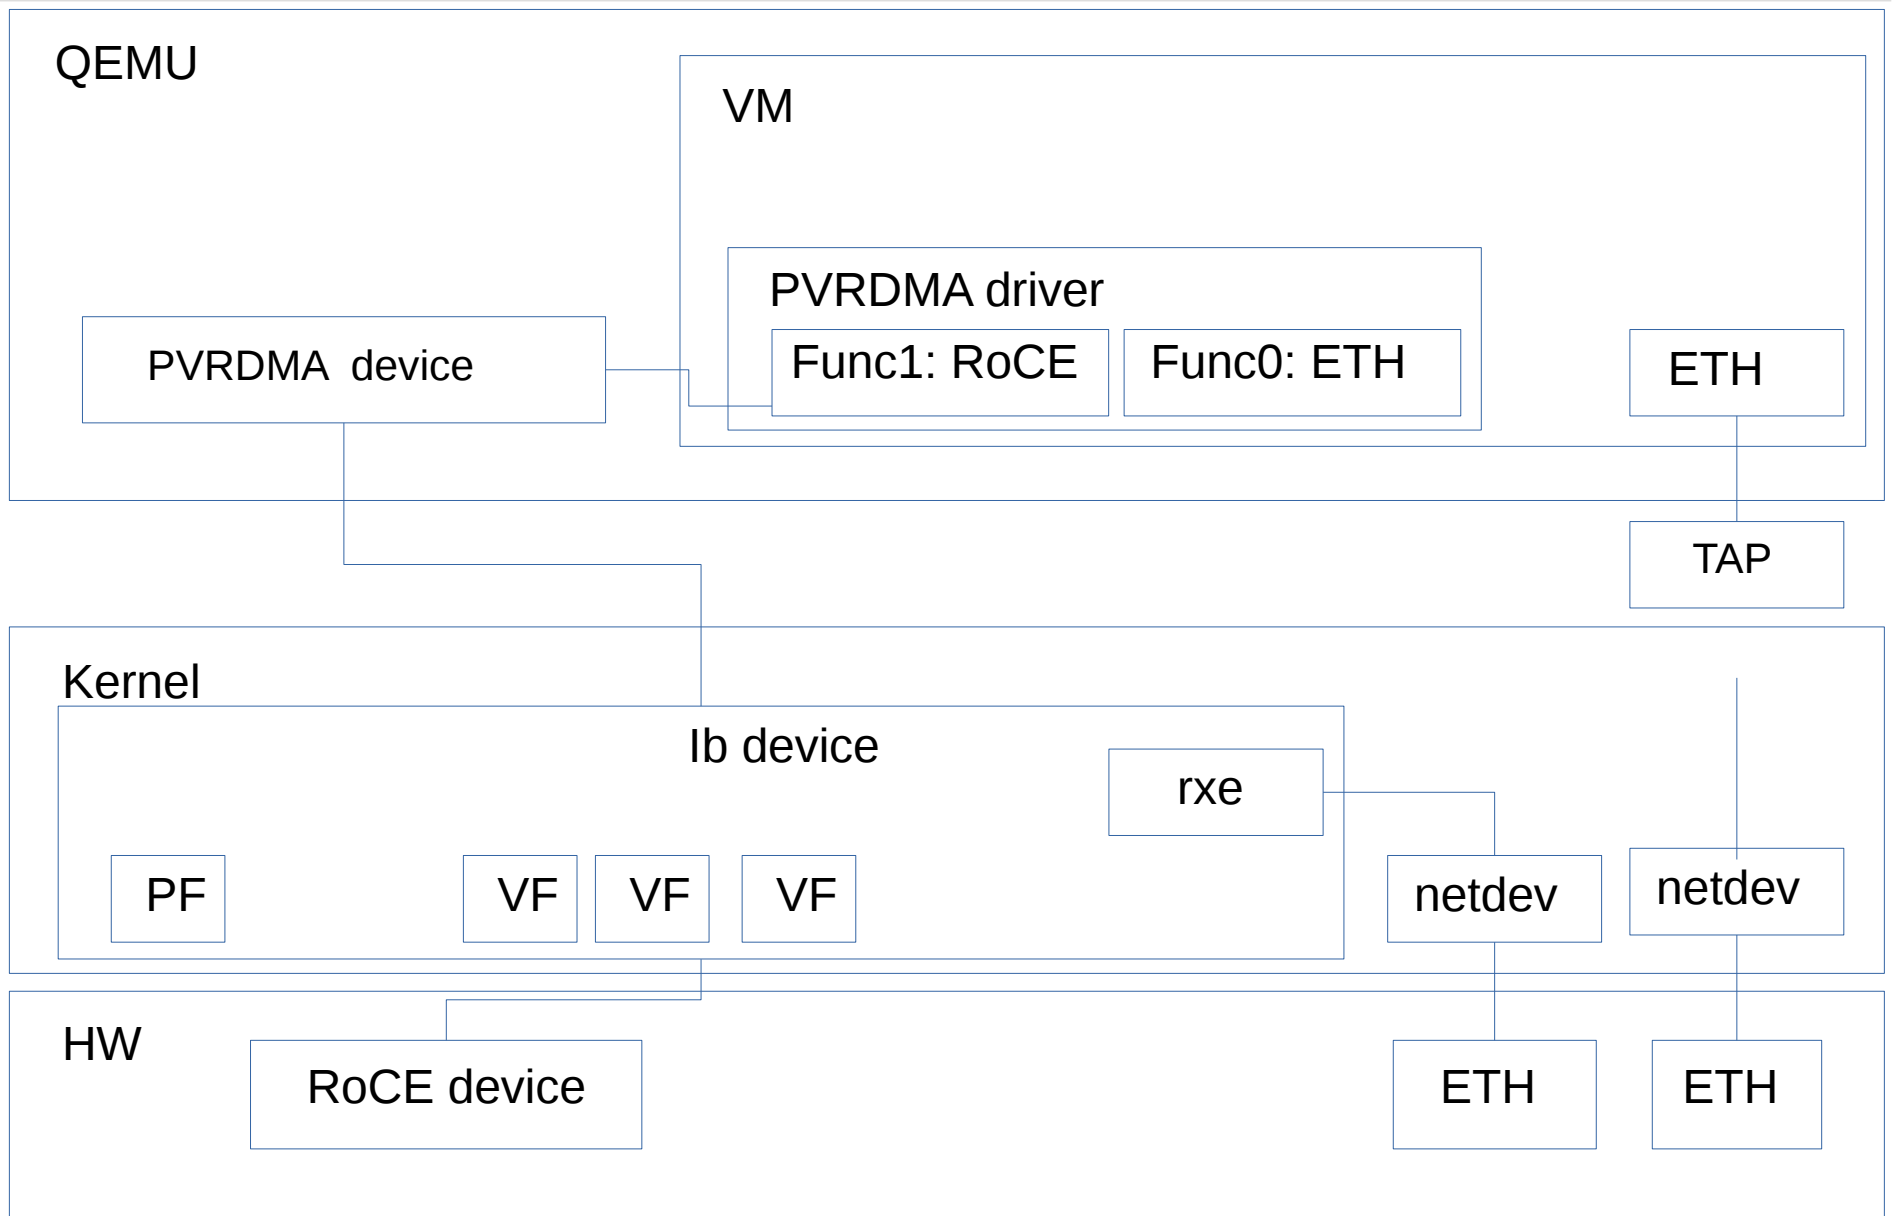 QEMU
VM
PVRDMA driver
PVRDMA device
Func1: RoCE
Func0: ETH
ETH
TAP
Kernel
Ib device
rxe
PF
VF
VF
VF
netdev
netdev
HW
RoCE device
ETH
ETH